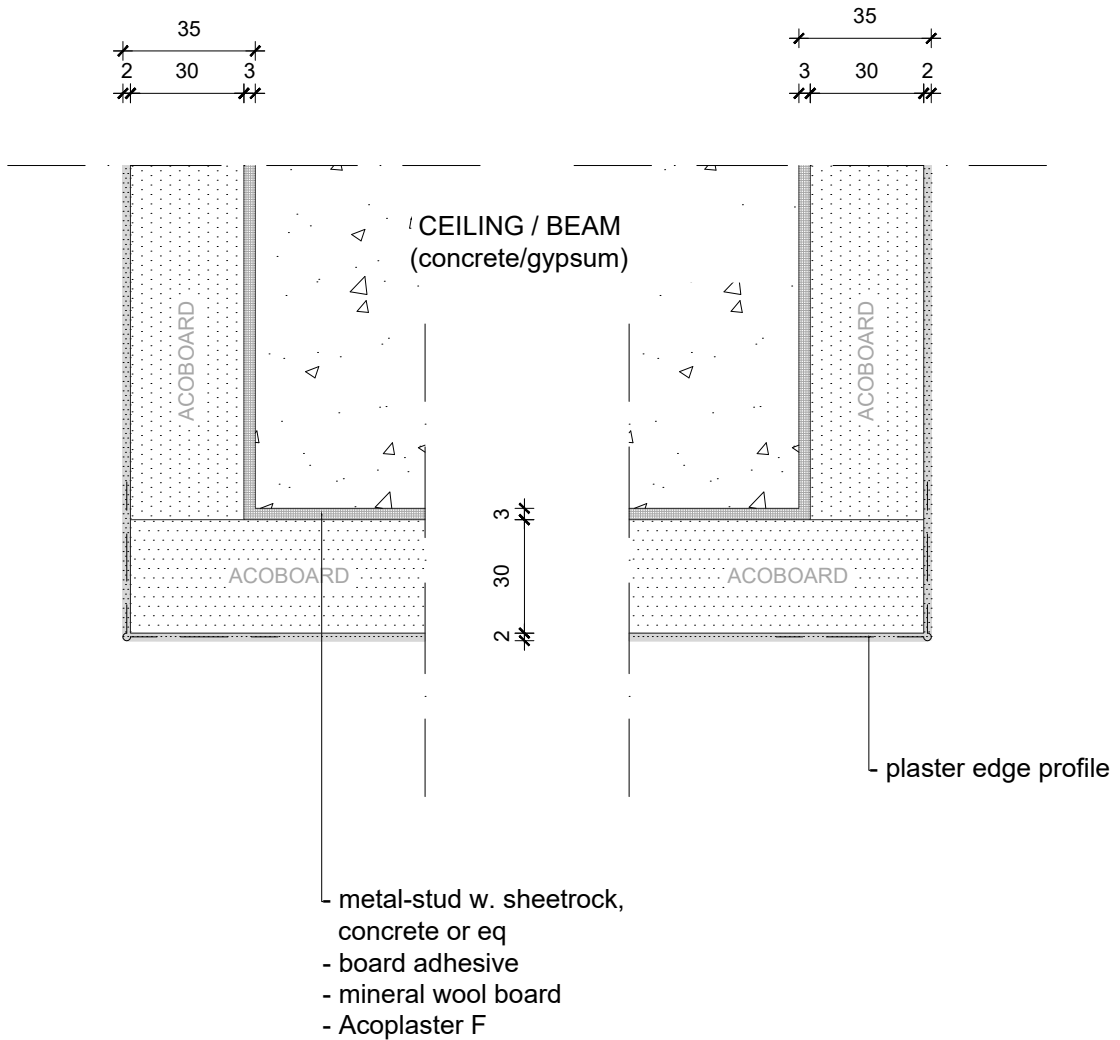 35
35
2 30 3
3 30 2
CEILING / BEAM
(concrete/gypsum)
ACOBOARD
ACOBOARD
3
30
2
ACOBOARD
ACOBOARD
- plaster edge profile
- metal-stud w. sheetrock,
concrete or eq
- board adhesive
- mineral wool board
- Acoplaster F